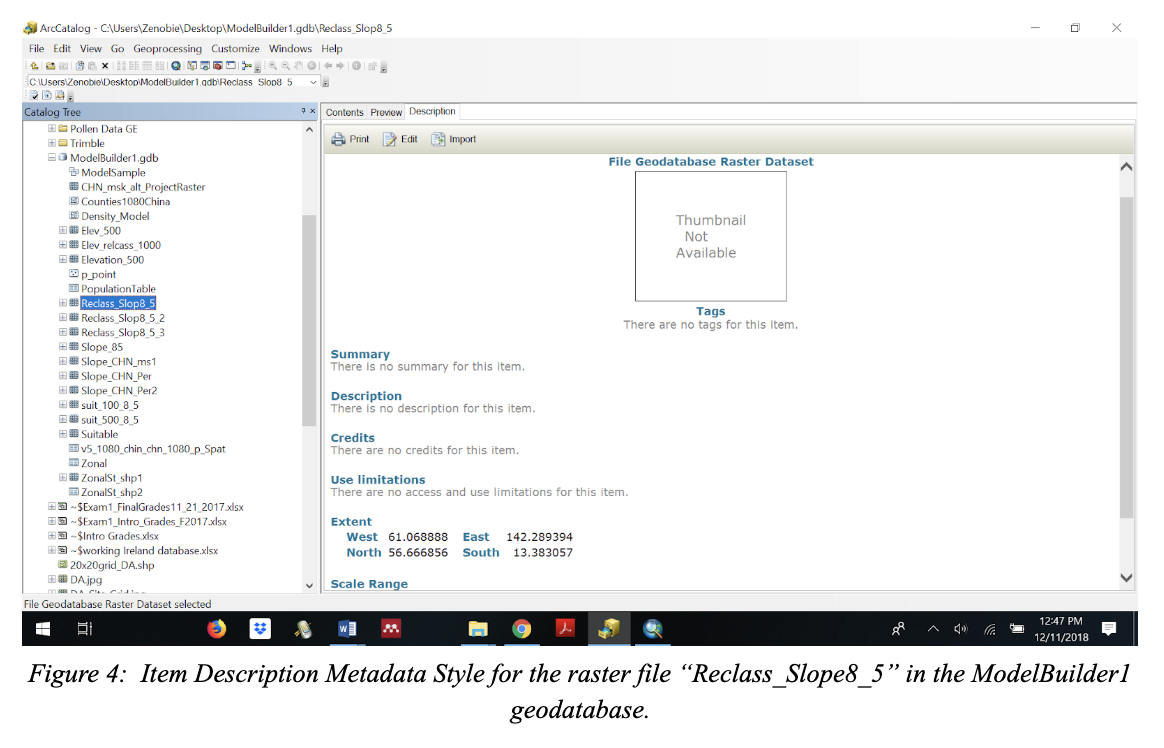 ArcCatalog - C:\Users\Zenobie\Desktop\ModelBuilder1.gdb\Reclass_Slop8_5
File Edit View Go Geoprocessing Customize Windows Help
C:\Users\Zenobie\Desktop\ModelBuilder1.gdb\Reclass_Slop8_5
Catalog Tree
Pollen Data GE
Trimble
ModelBuilder1.gdb
ModelSample
CHN_msk_alt_ProjectRaster
Counties1080China
Density_Model
Elev_500
Elev_relcass_1000
Elevation_500
p_point
PopulationTable
Reclass_Slop8_5
Reclass_Slop8_5_2
Reclass_Slop8_5_3
Slope_85
Slope_CHN_ms1
Slope_CHN_Per
Slope_CHN_Per2
suit_100_8_5
suit_500_8_5
Suitable
v5_1080_chin_chn_1080_p_Spat
Zonal
ZonalSt_shp1
ZonalSt_shp2
~$Exam1_FinalGrades11_21_2017.xlsx
~$Exam1_Intro_Grades_F2017.xlsx
~$Intro Grades.xlsx
~$working Ireland database.xlsx
20x20grid_DA.shp
DA.jpg
Contents Preview Description
Print Edit Import
File Geodatabase Raster Dataset
Thumbnail
Not
Available
Tags
There are no tags for this item.
Summary
There is no summary for this item.
Description
There is no description for this item.
Credits
There are no credits for this item.
Use limitations
There are no access and use limitations for this item.
Extent
West 61.068888 East 142.289394
North 56.666856 South 13.383057
Scale Range
File Geodatabase Raster Dataset selected
12:47 PM
12/11/2018
Figure 4: Item Description Metadata Style for the raster file “Reclass_Slope8_5” in the ModelBuilder1
geodatabase.